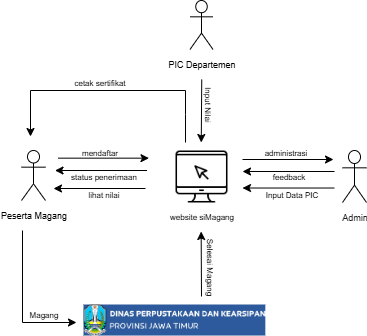 PIC Departemen
cetak sertifikat
Input Nilai
mendaftar
administrasi
status penerimaan
feedback
lihat nilai
Input Data PIC
Peserta Magang
website siMagang
Admin
Selesai Magang
Magang
DINAS PERPUSTAKAAN DAN KEARSIPAN
PROVINSI JAWA TIMUR